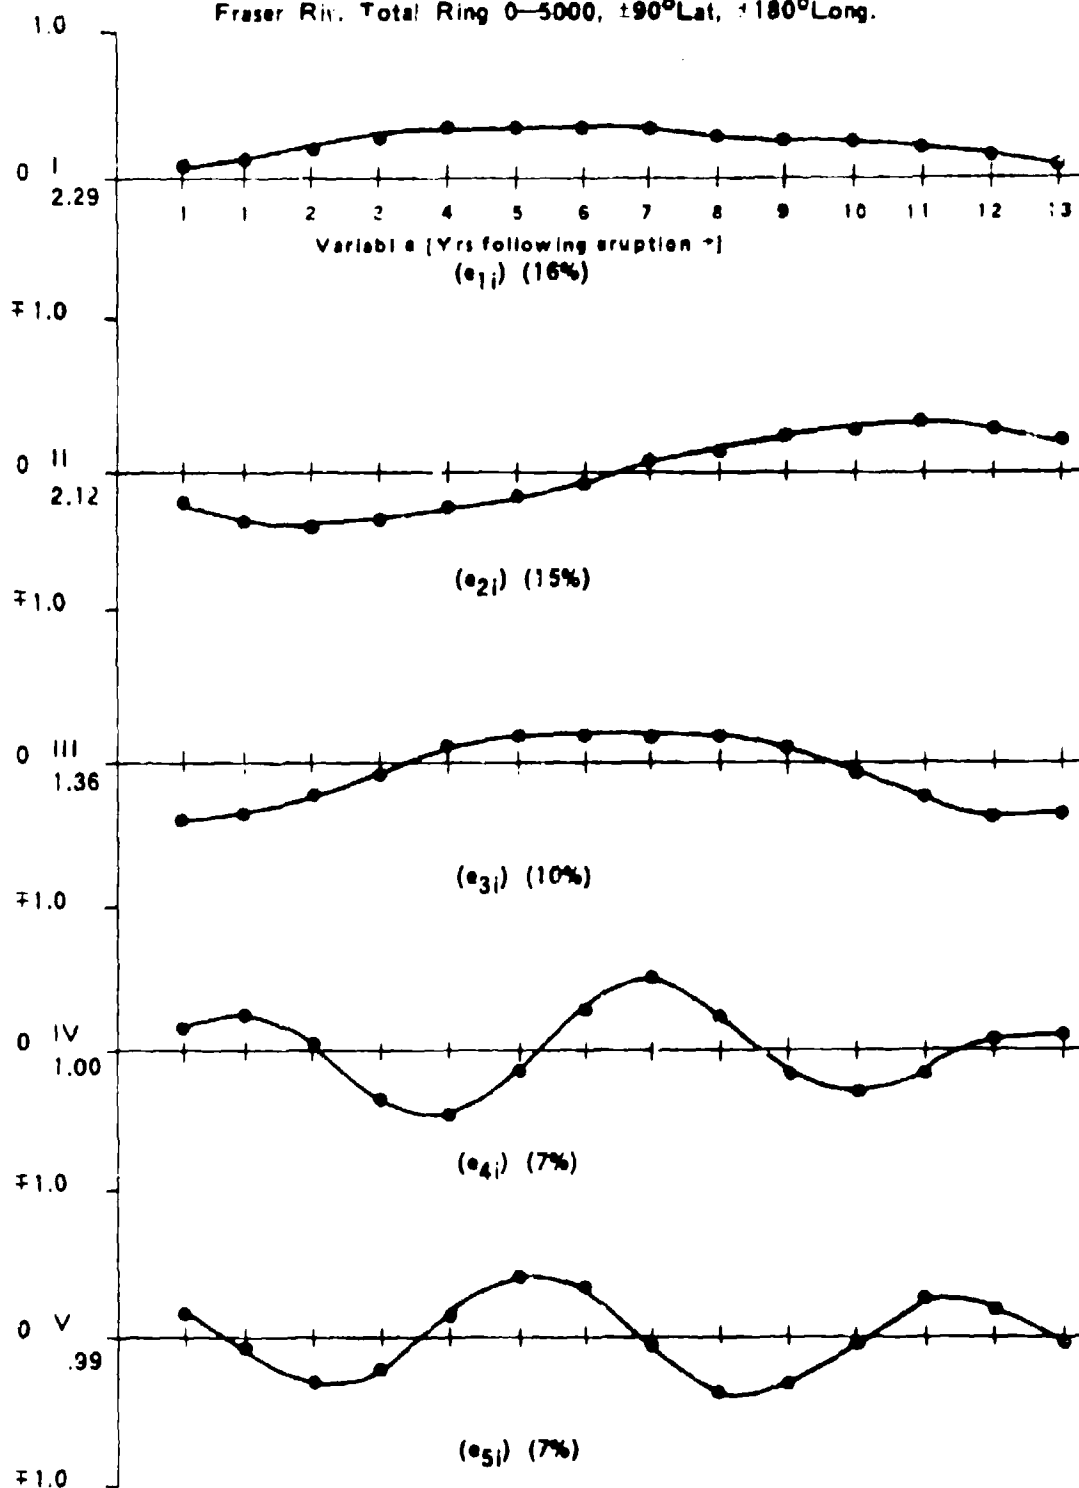 Fraser Riv. Total Ring 0—5000, ±90°Lat, ±180°Long.
1.0
0 I
2.29
1 1 2 3 4 5 6 7 8 9 10 11 12 13
Variable [Yrs following eruption →]
(e1i) (16%)
∓1.0
0 II
2.12
(e2i) (15%)
∓1.0
0 III
1.36
(e3i) (10%)
∓1.0
0 IV
1.00
(e4i) (7%)
∓1.0
0 V
.99
(e5i) (7%)
∓1.0